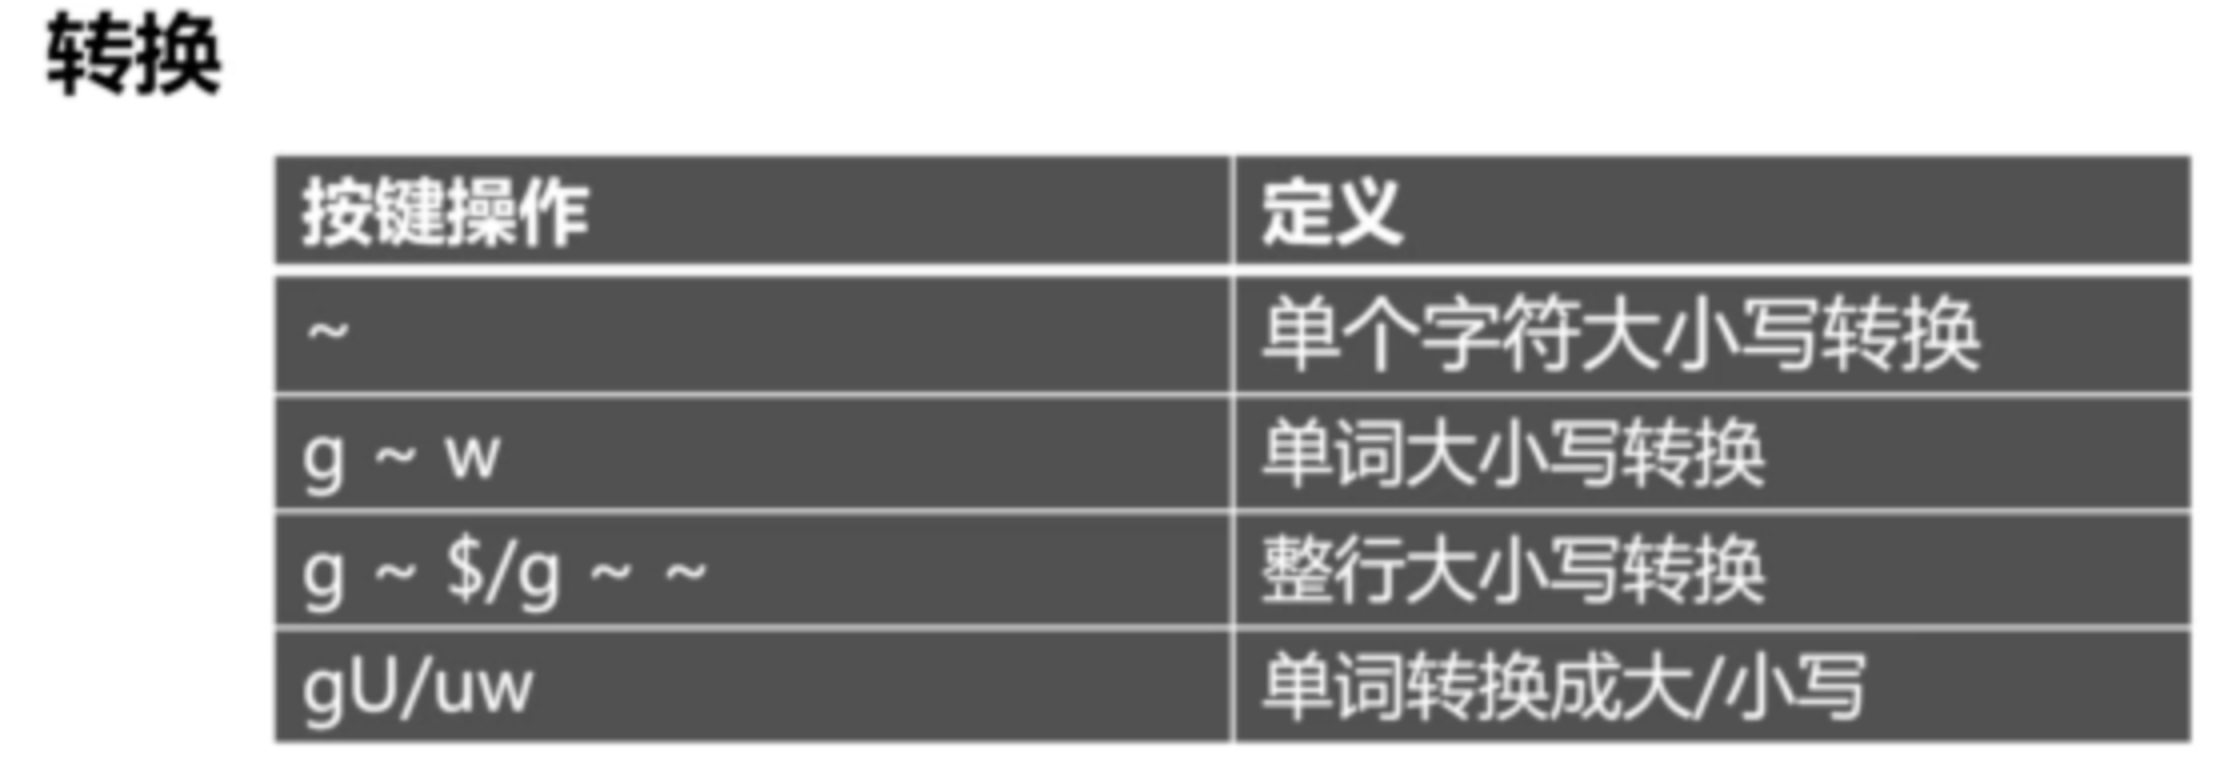 转换
按键操作 定义
~ 单个字符大小写转换
g ~ w 单词大小写转换
g ~ $/g ~ ~ 整行大小写转换
gU/uw 单词转换成大/小写